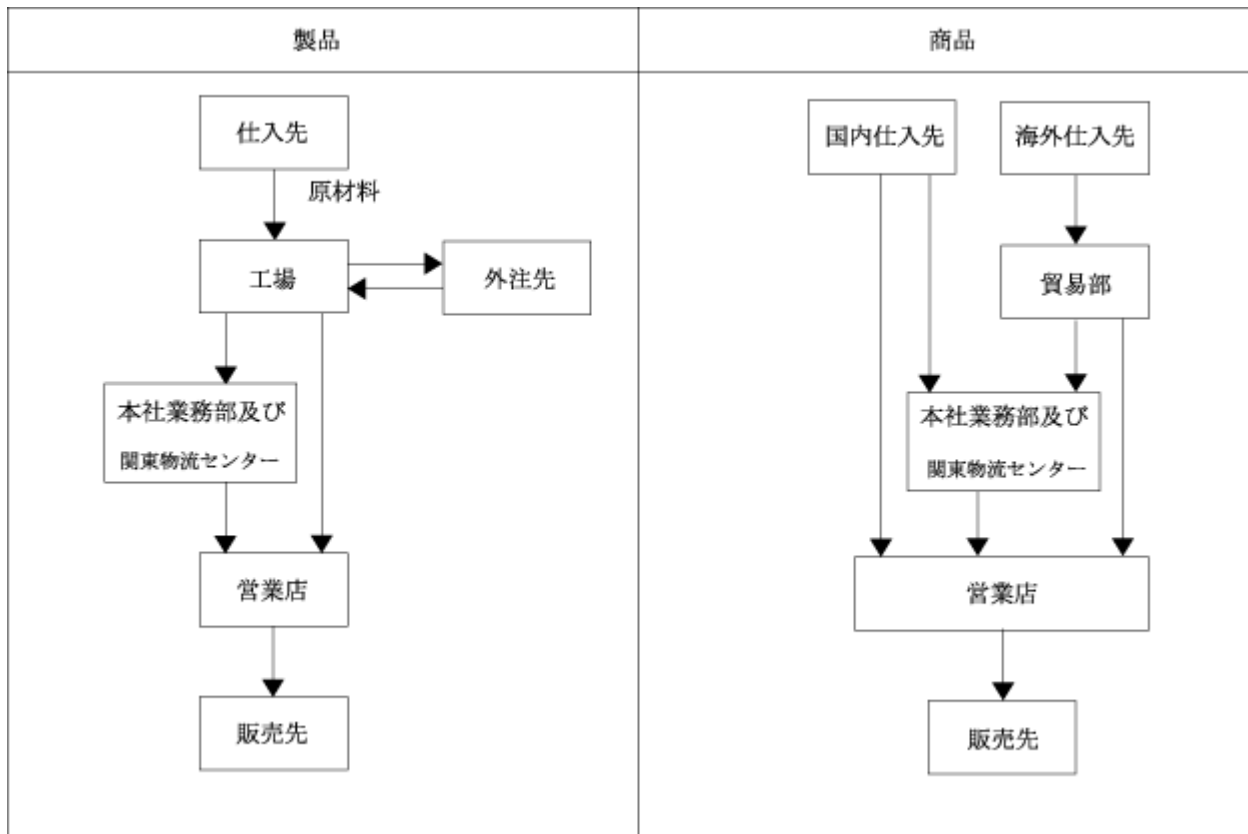 製品
仕入先
原材料
工場
外注先
本社業務部及び
関東物流センター
営業店
販売先
商品
国内仕入先
海外仕入先
貿易部
本社業務部及び
関東物流センター
営業店
販売先